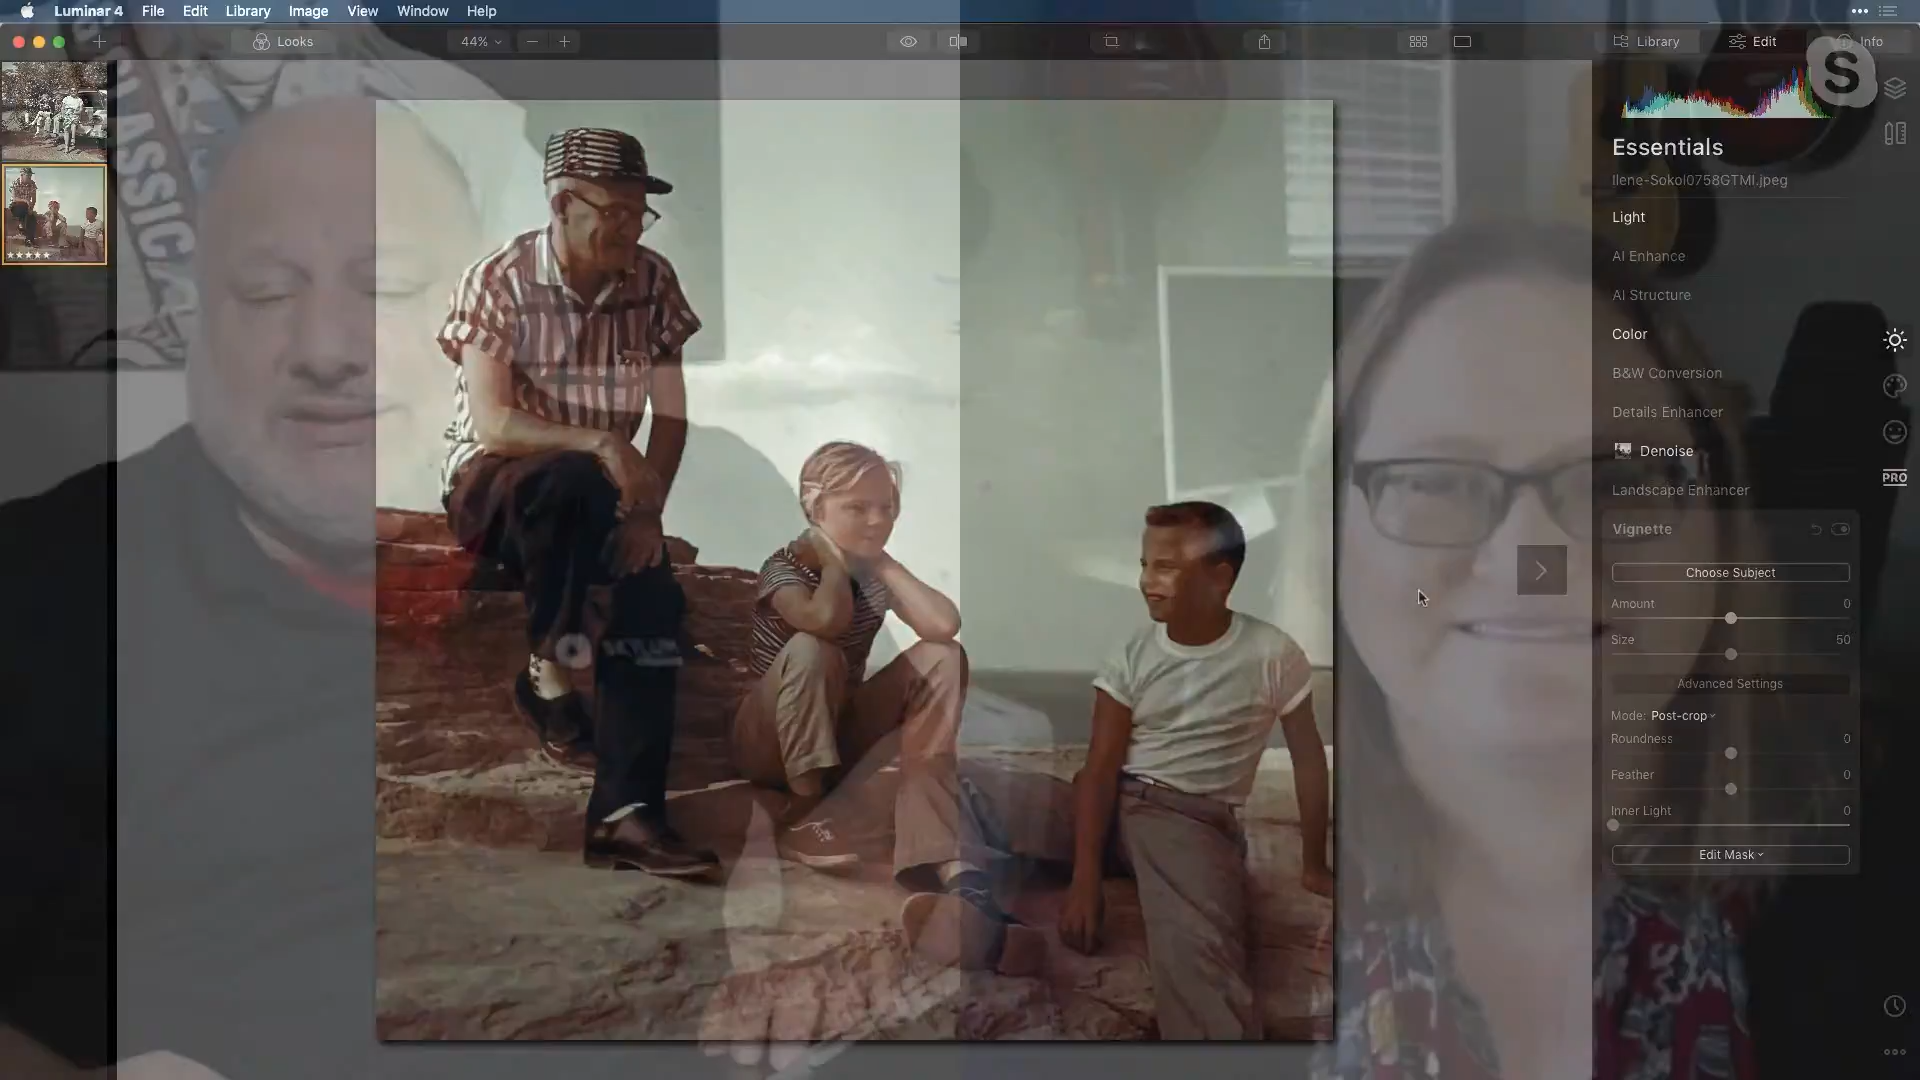 Luminar 4 File Edit Library Image View Window Help
Looks
44%
Library
Edit
Info
S
CLASSICA
Essentials
Ilene-Sokol0758GTMI.jpeg
Light
AI Enhance
AI Structure
Color
B&W Conversion
Details Enhancer
Denoise
PRO
Landscape Enhancer
Vignette
Choose Subject
Amount 0
Size 50
Advanced Settings
Mode: Post-crop
Roundness 0
Feather 0
Inner Light 0
Edit Mask
SKYLUM